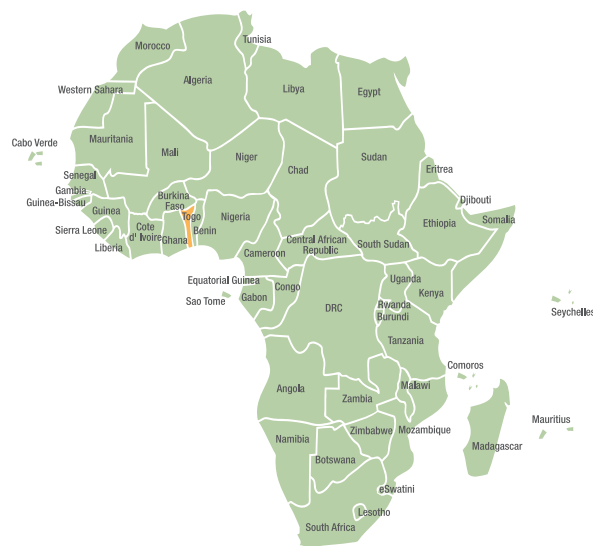 Tunisia
Morocco
Algeria
Libya
Egypt
Western Sahara
Cabo Verde
Mauritania
Mali
Niger
Chad
Sudan
Eritrea
Senegal
Gambia
Guinea-Bissau
Guinea
Sierra Leone
Liberia
Cote
d' Ivoire
Burkina
Faso
Ghana
Togo
Benin
Nigeria
Djibouti
Somalia
Ethiopia
Central African
Republic
South Sudan
Cameroon
Equatorial Guinea
Sao Tome
Gabon
Congo
DRC
Uganda
Kenya
Rwanda
Burundi
Seychelles
Tanzania
Comoros
Angola
Zambia
Malawi
Mozambique
Mauritius
Madagascar
Zimbabwe
Namibia
Botswana
eSwatini
Lesotho
South Africa